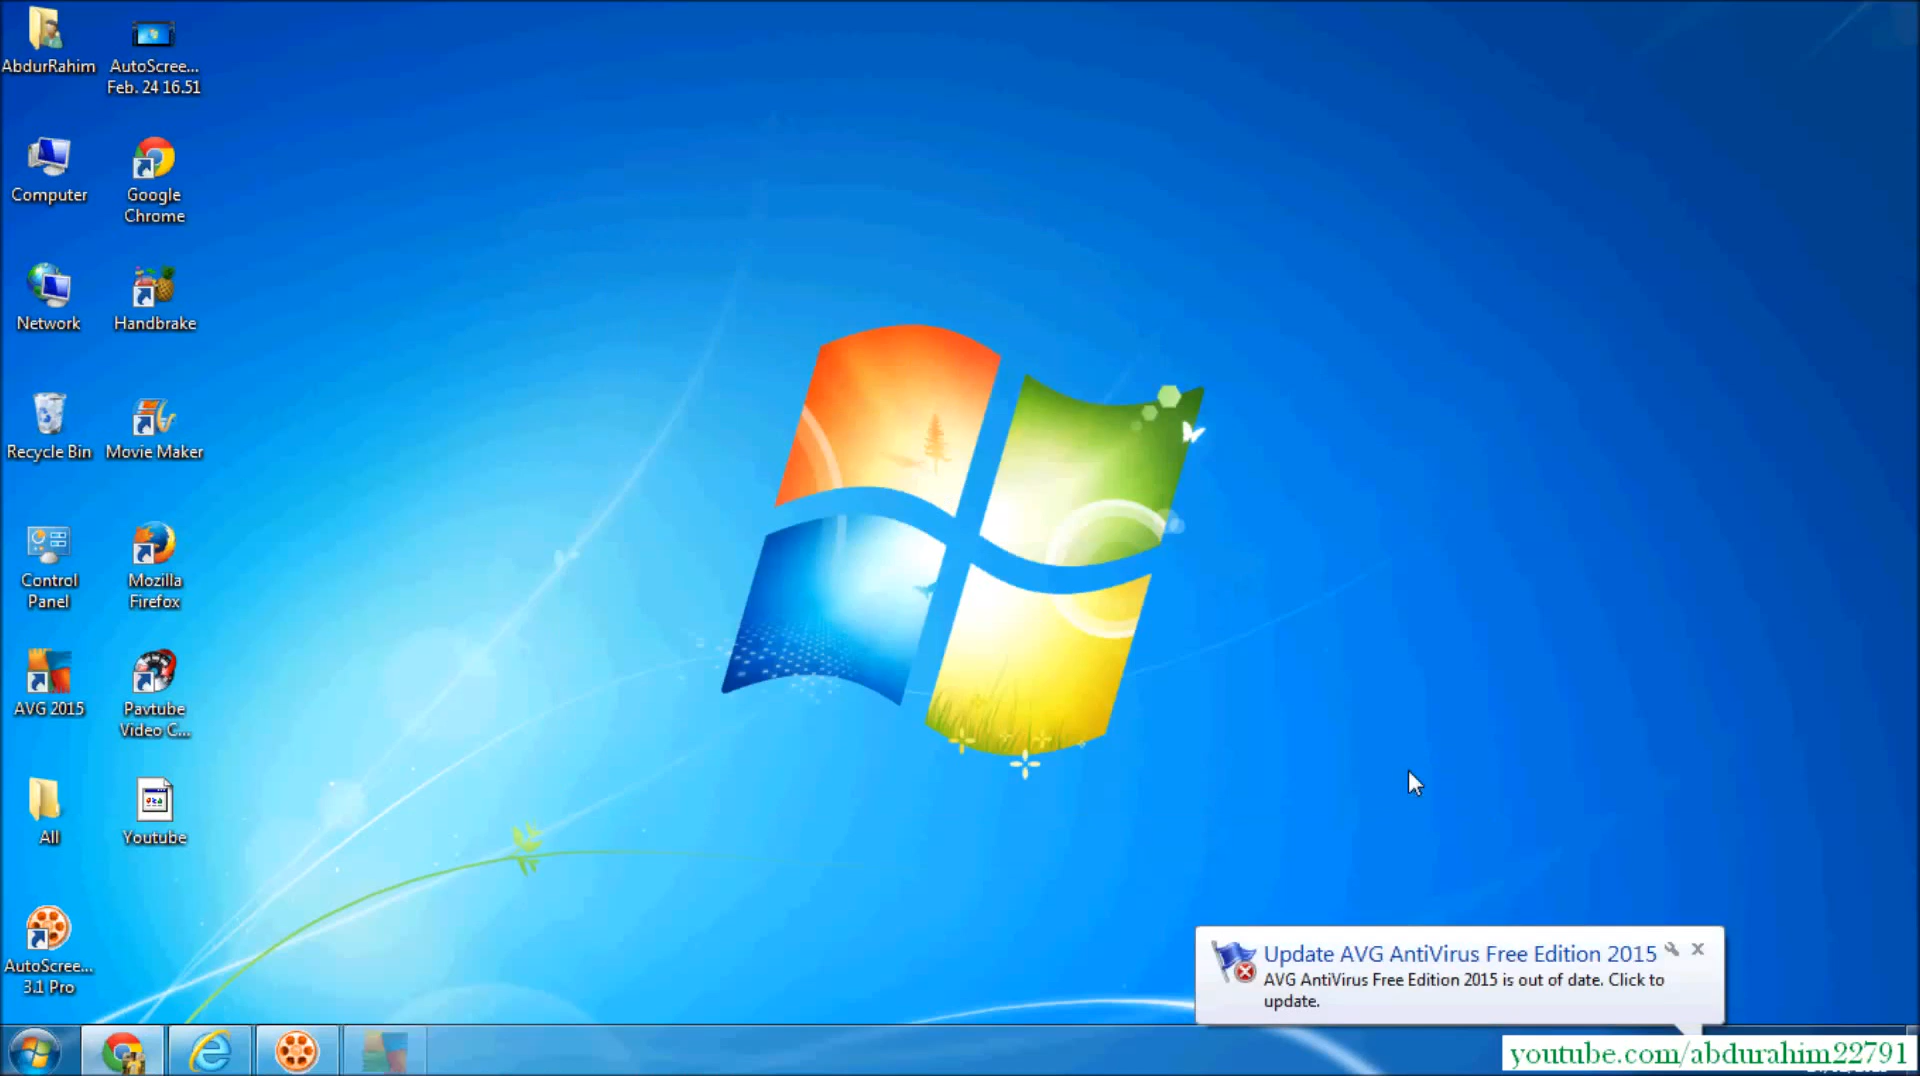 AbdurRahim
AutoScree...
Feb. 24 16.51
Computer
Google
Chrome
Network
Handbrake
Recycle Bin
Movie Maker
Control
Panel
Mozilla
Firefox
AVG 2015
Pavtube
Video C...
All
Youtube
AutoScree...
3.1 Pro
Update AVG AntiVirus Free Edition 2015
AVG AntiVirus Free Edition 2015 is out of date. Click to
update.
youtube.com/abdurahim22791